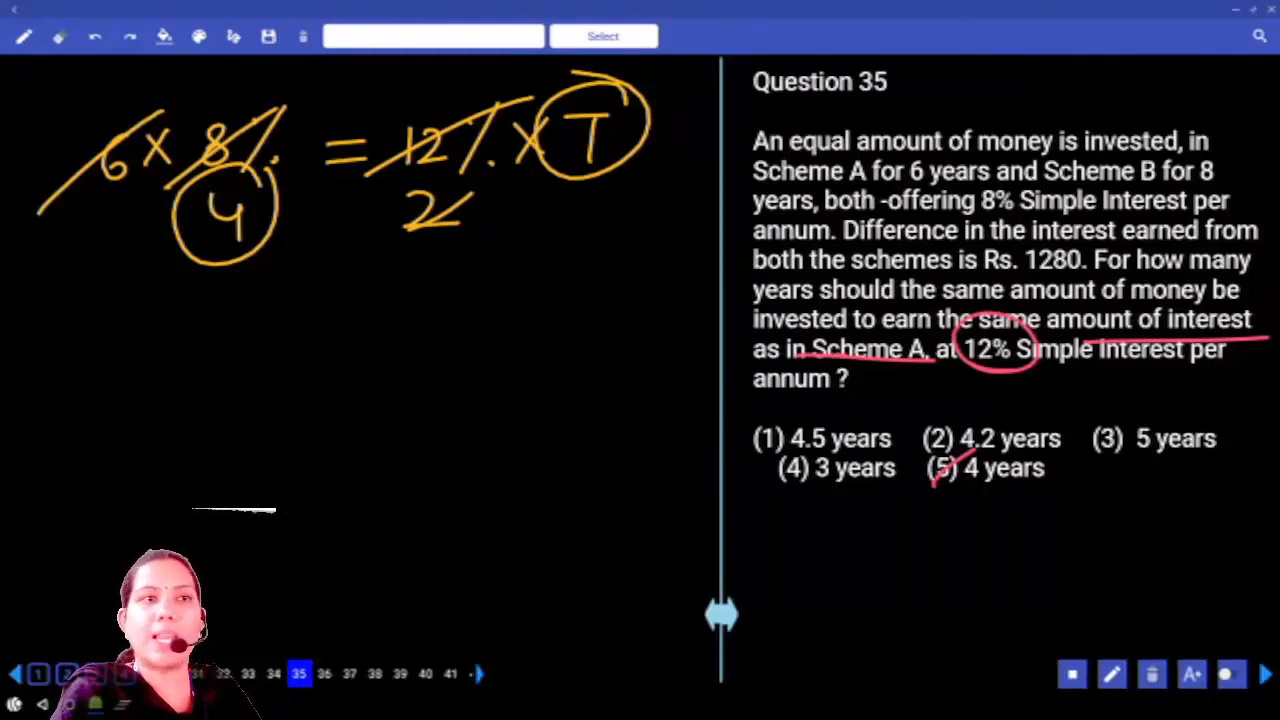 Select
6 X 8 %. = 12 %. X T
4 2
Question 35
An equal amount of money is invested, in
Scheme A for 6 years and Scheme B for 8
years, both -offering 8% Simple Interest per
annum. Difference in the interest earned from
both the schemes is Rs. 1280. For how many
years should the same amount of money be
invested to earn the same amount of interest
as in Scheme A, at 12% Simple Interest per
annum ?
(1) 4.5 years (2) 4.2 years (3) 5 years
(4) 3 years (5) 4 years
1 2 33 34 35 36 37 38 39 40 41
A+